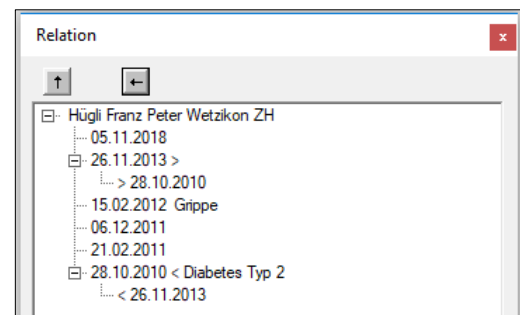 Relation
x
↑ ←
Hügli Franz Peter Wetzikon ZH
05.11.2018
26.11.2013 >
> 28.10.2010
15.02.2012 Grippe
06.12.2011
21.02.2011
28.10.2010 < Diabetes Typ 2
< 26.11.2013